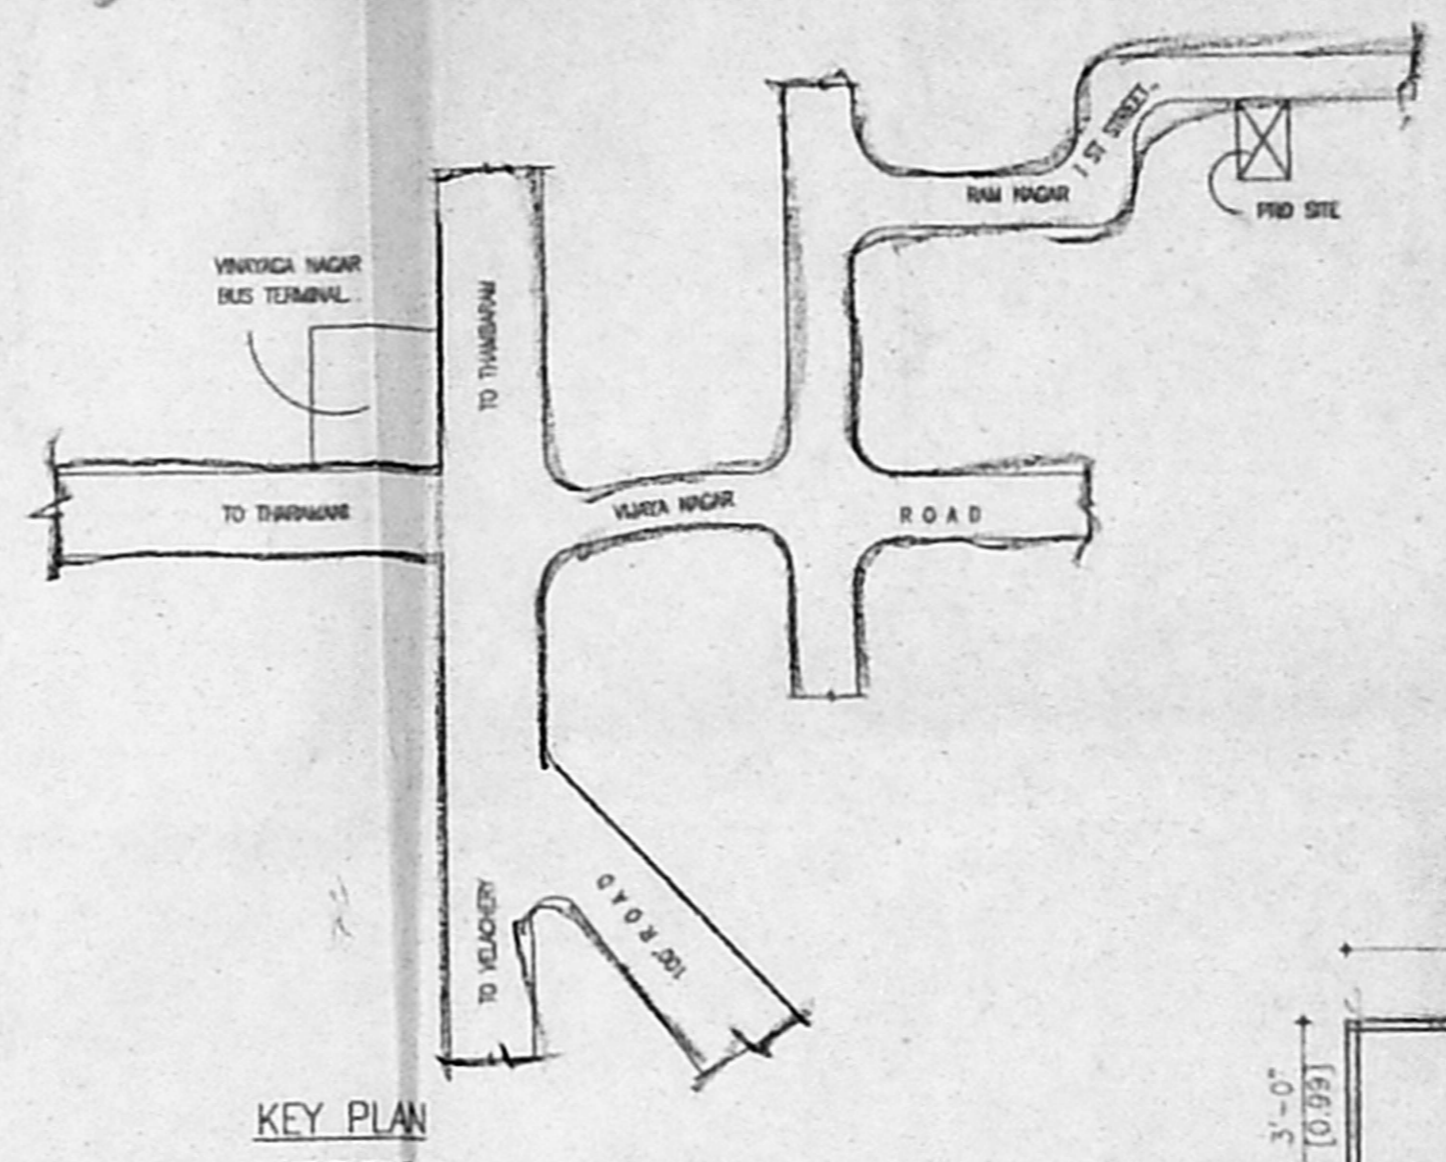 1 ST STREET.
RAM NAGAR
PRO SITE
VINAYAGA NAGAR
BUS TERMINAL.
TO THAMBARAM
TO THARAMANI
VIJAYA NAGAR
ROAD
TO VELACHERY
100' ROAD
KEY PLAN
3'-0"
[0.99]